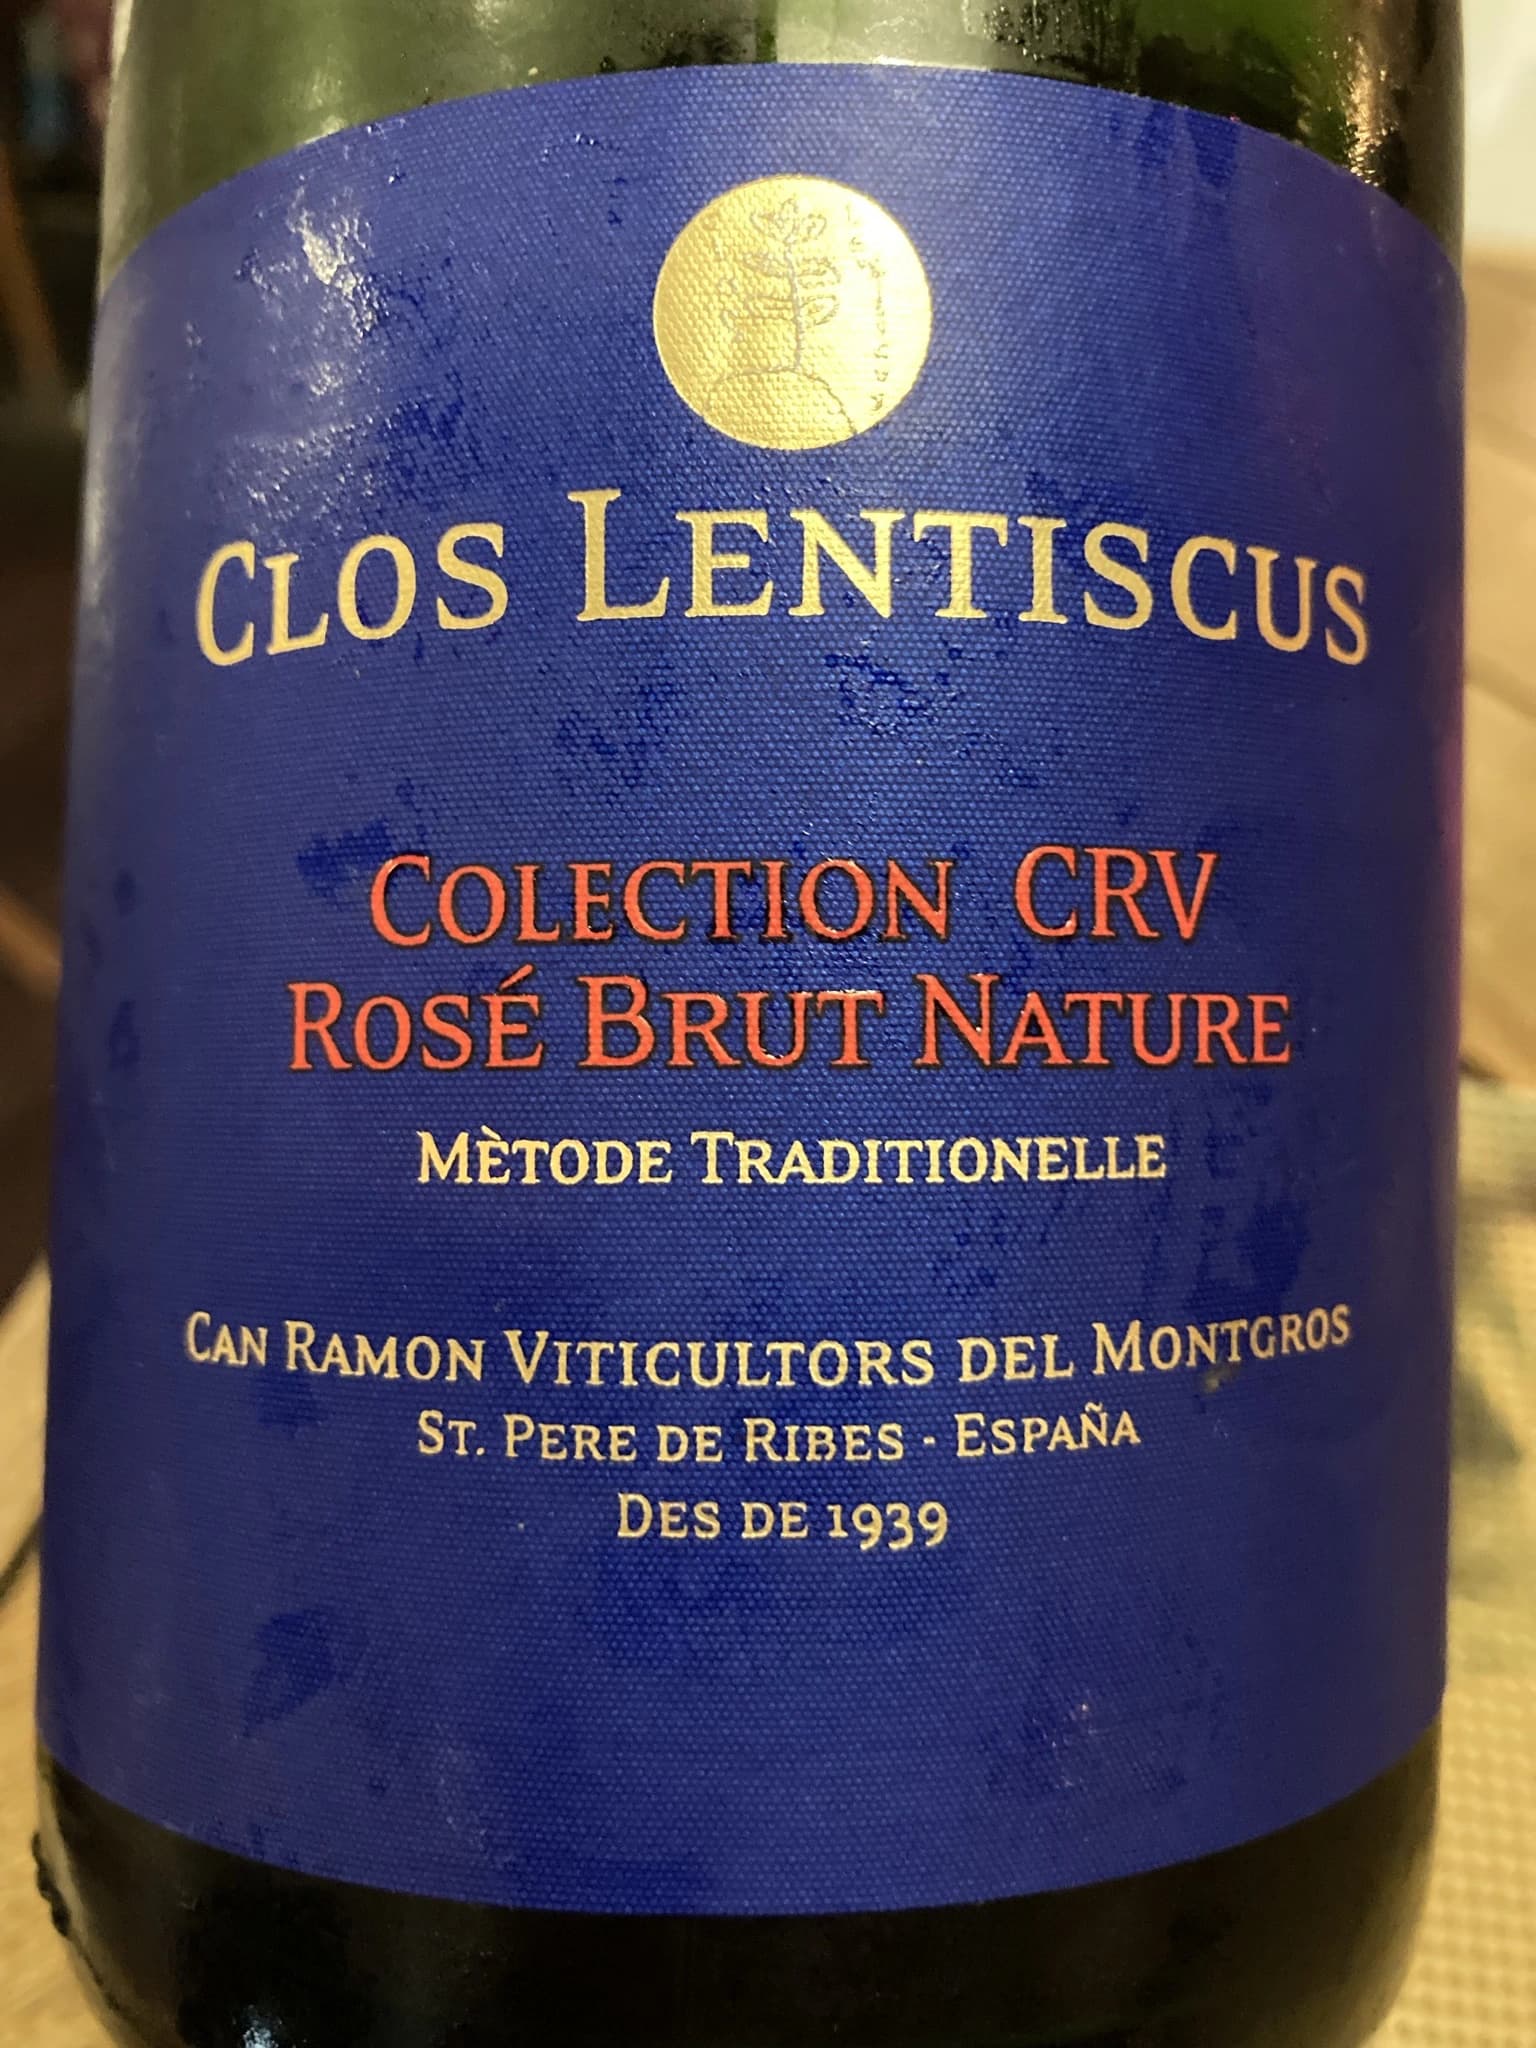 CLOS LENTISCUS
COLECTION CRV
ROSÉ BRUT NATURE
MÈTODE TRADITIONELLE
CAN RAMON VITICULTORS DEL MONTGROS
ST. PERE DE RIBES - ESPAÑA
DES DE 1939